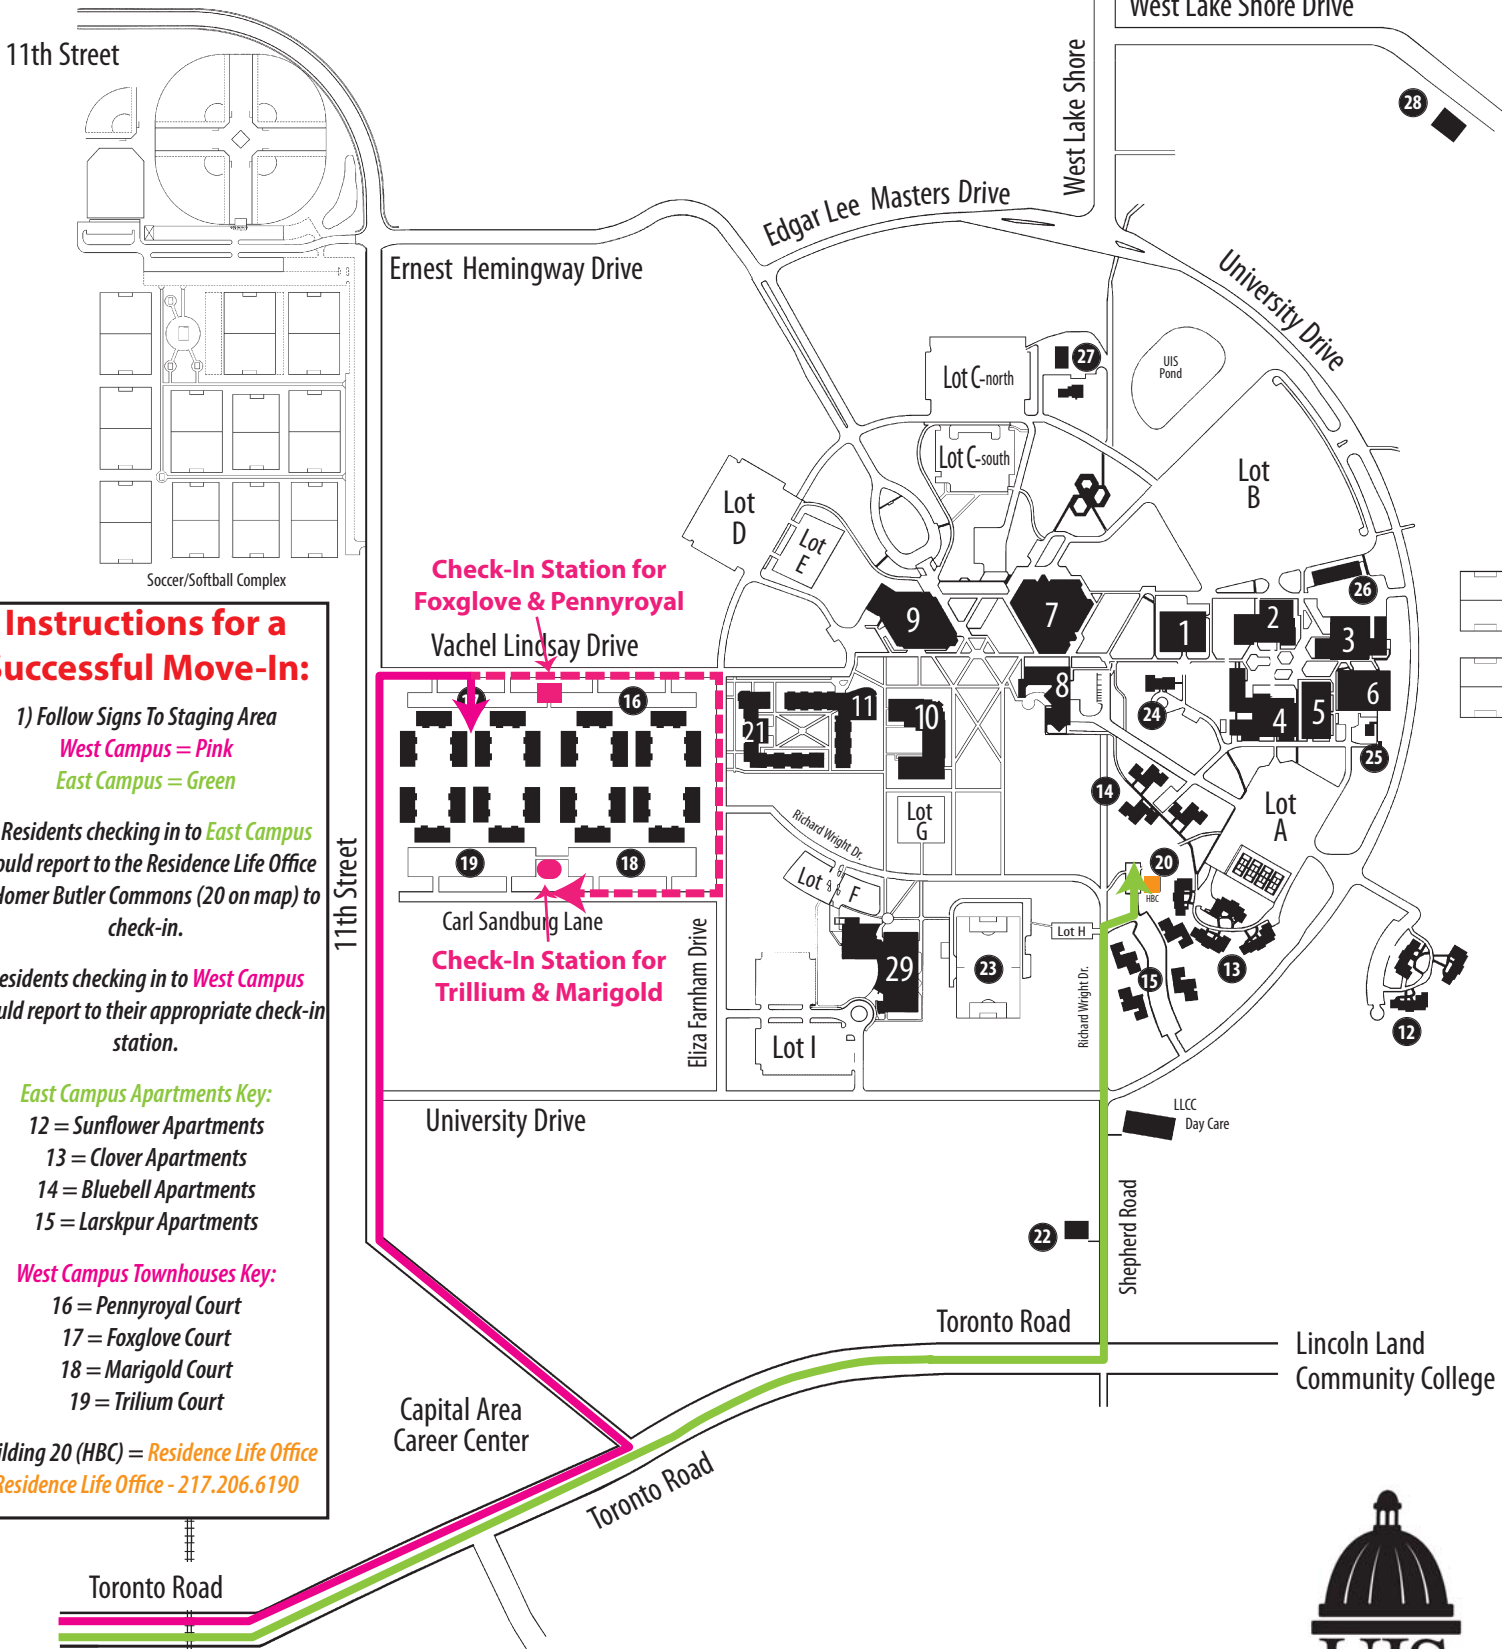 West Lake Shore Drive
11th Street
West Lake Shore
28
Edgar Lee Masters Drive
University Drive
Ernest Hemingway Drive
27
UIS
Pond
Lot C-north
Lot C-south
Lot
B
Lot
D
Lot
E
Soccer/Softball Complex
Check-In Station for
Foxglove & Pennyroyal
Vachel Lindsay Drive
26
9
7
1
2
3
8
6
4
5
24
25
17
16
21
11
10
14
Lot
A
Lot
G
Richard Wright Dr.
19
18
20
HBC
Lot
F
Lot H
11th Street
Carl Sandburg Lane
Check-In Station for
Trillium & Marigold
Eliza Farnham Drive
29
23
Richard Wright Dr.
15
13
12
Lot I
University Drive
LLCC
Day Care
22
Shepherd Road
Toronto Road
Lincoln Land
Community College
Capital Area
Career Center
Toronto Road
Toronto Road
Instructions for a
uccessful Move-In:
1) Follow Signs To Staging Area
West Campus = Pink
East Campus = Green
Residents checking in to East Campus
ould report to the Residence Life Office
Homer Butler Commons (20 on map) to
check-in.
esidents checking in to West Campus
uld report to their appropriate check-in
station.
East Campus Apartments Key:
12 = Sunflower Apartments
13 = Clover Apartments
14 = Bluebell Apartments
15 = Larskpur Apartments
West Campus Townhouses Key:
16 = Pennyroyal Court
17 = Foxglove Court
18 = Marigold Court
19 = Trilium Court
ilding 20 (HBC) = Residence Life Office
Residence Life Office - 217.206.6190
UIS